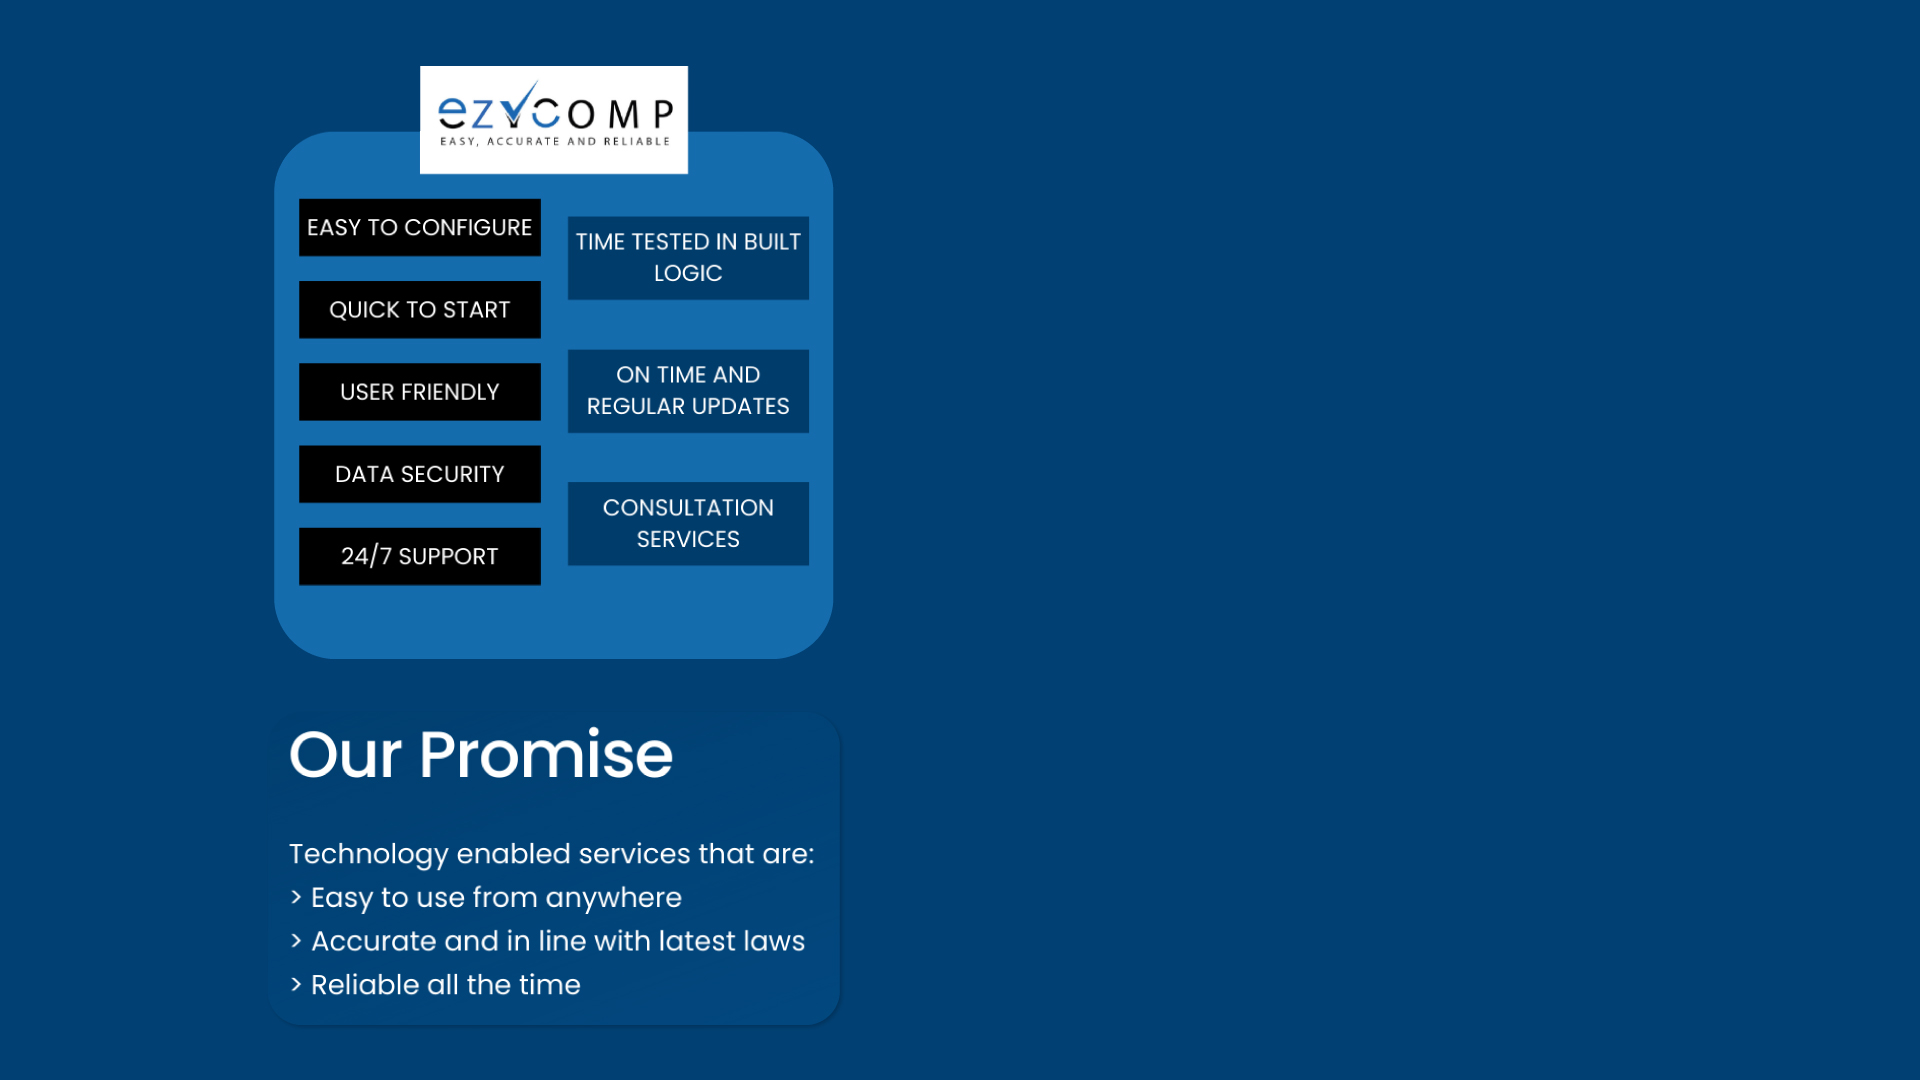 ezycomp
EASY, ACCURATE AND RELIABLE
EASY TO CONFIGURE
QUICK TO START
USER FRIENDLY
DATA SECURITY
24/7 SUPPORT
TIME TESTED IN BUILT
LOGIC
ON TIME AND
REGULAR UPDATES
CONSULTATION
SERVICES
Our Promise
Technology enabled services that are:
> Easy to use from anywhere
> Accurate and in line with latest laws
> Reliable all the time